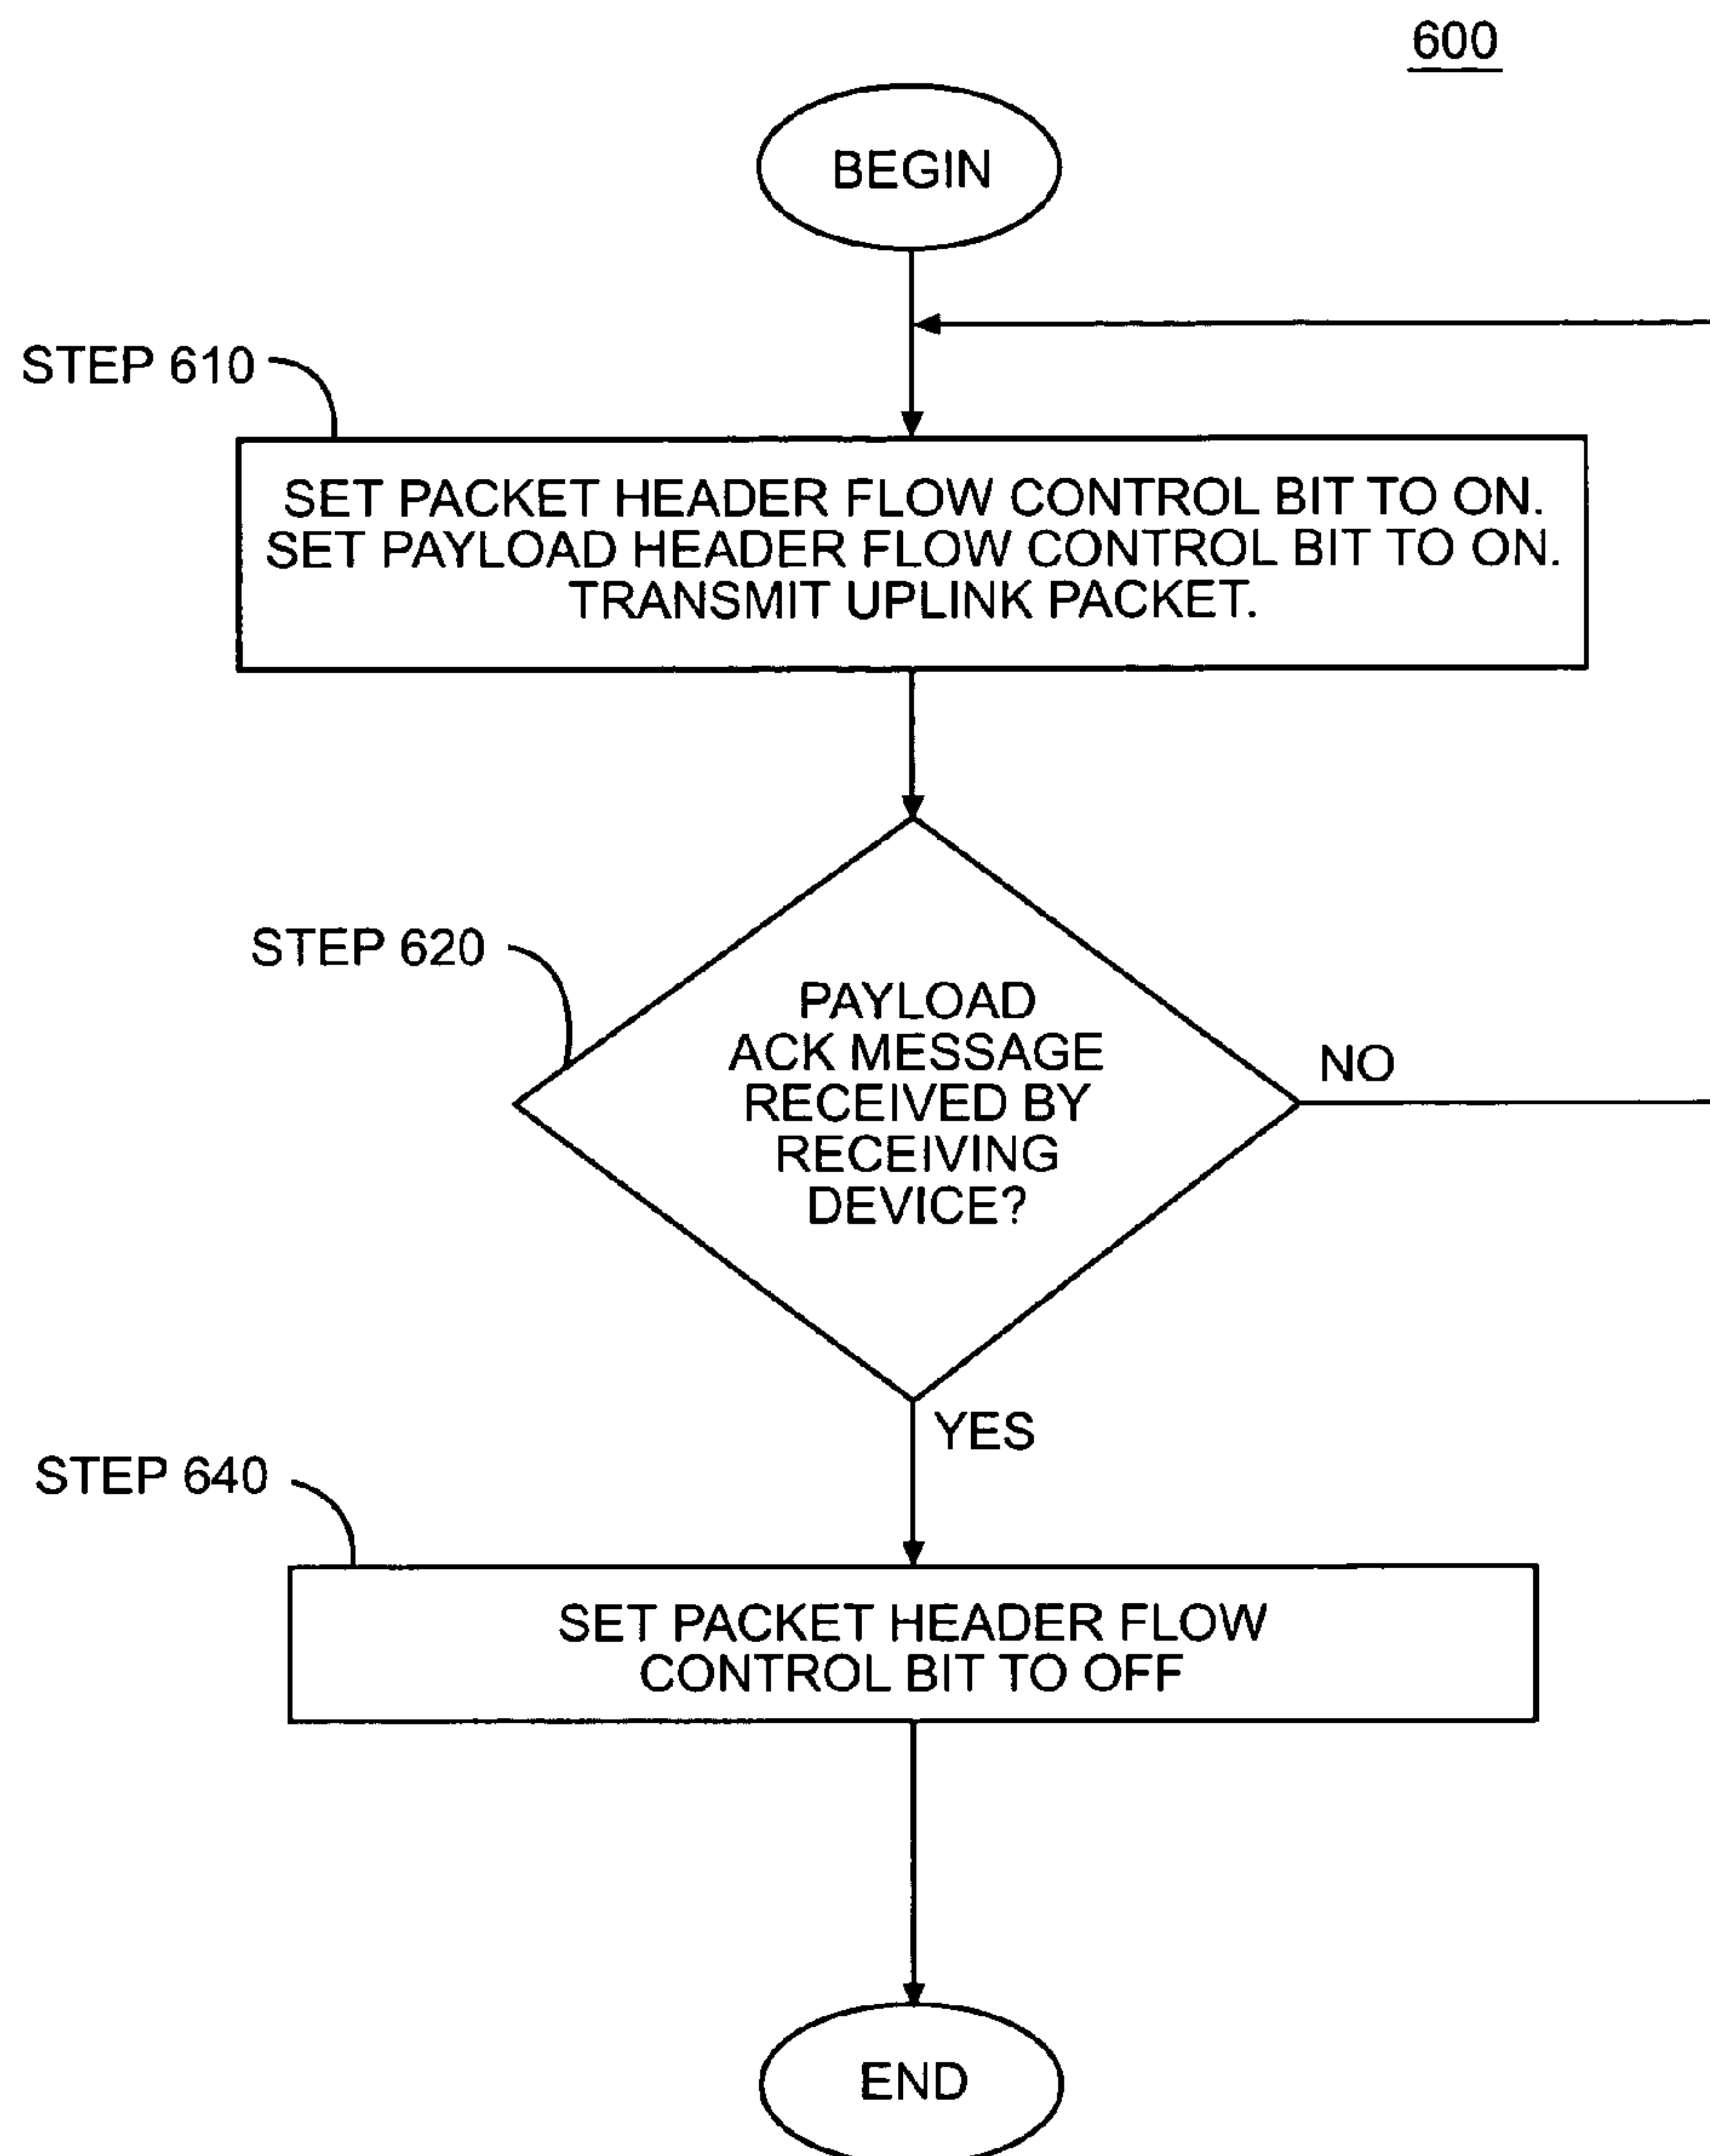 600
BEGIN
STEP 610
SET PACKET HEADER FLOW CONTROL BIT TO ON.
SET PAYLOAD HEADER FLOW CONTROL BIT TO ON.
TRANSMIT UPLINK PACKET.
STEP 620
PAYLOAD
ACK MESSAGE
RECEIVED BY
RECEIVING
DEVICE?
NO
YES
STEP 640
SET PACKET HEADER FLOW
CONTROL BIT TO OFF
END